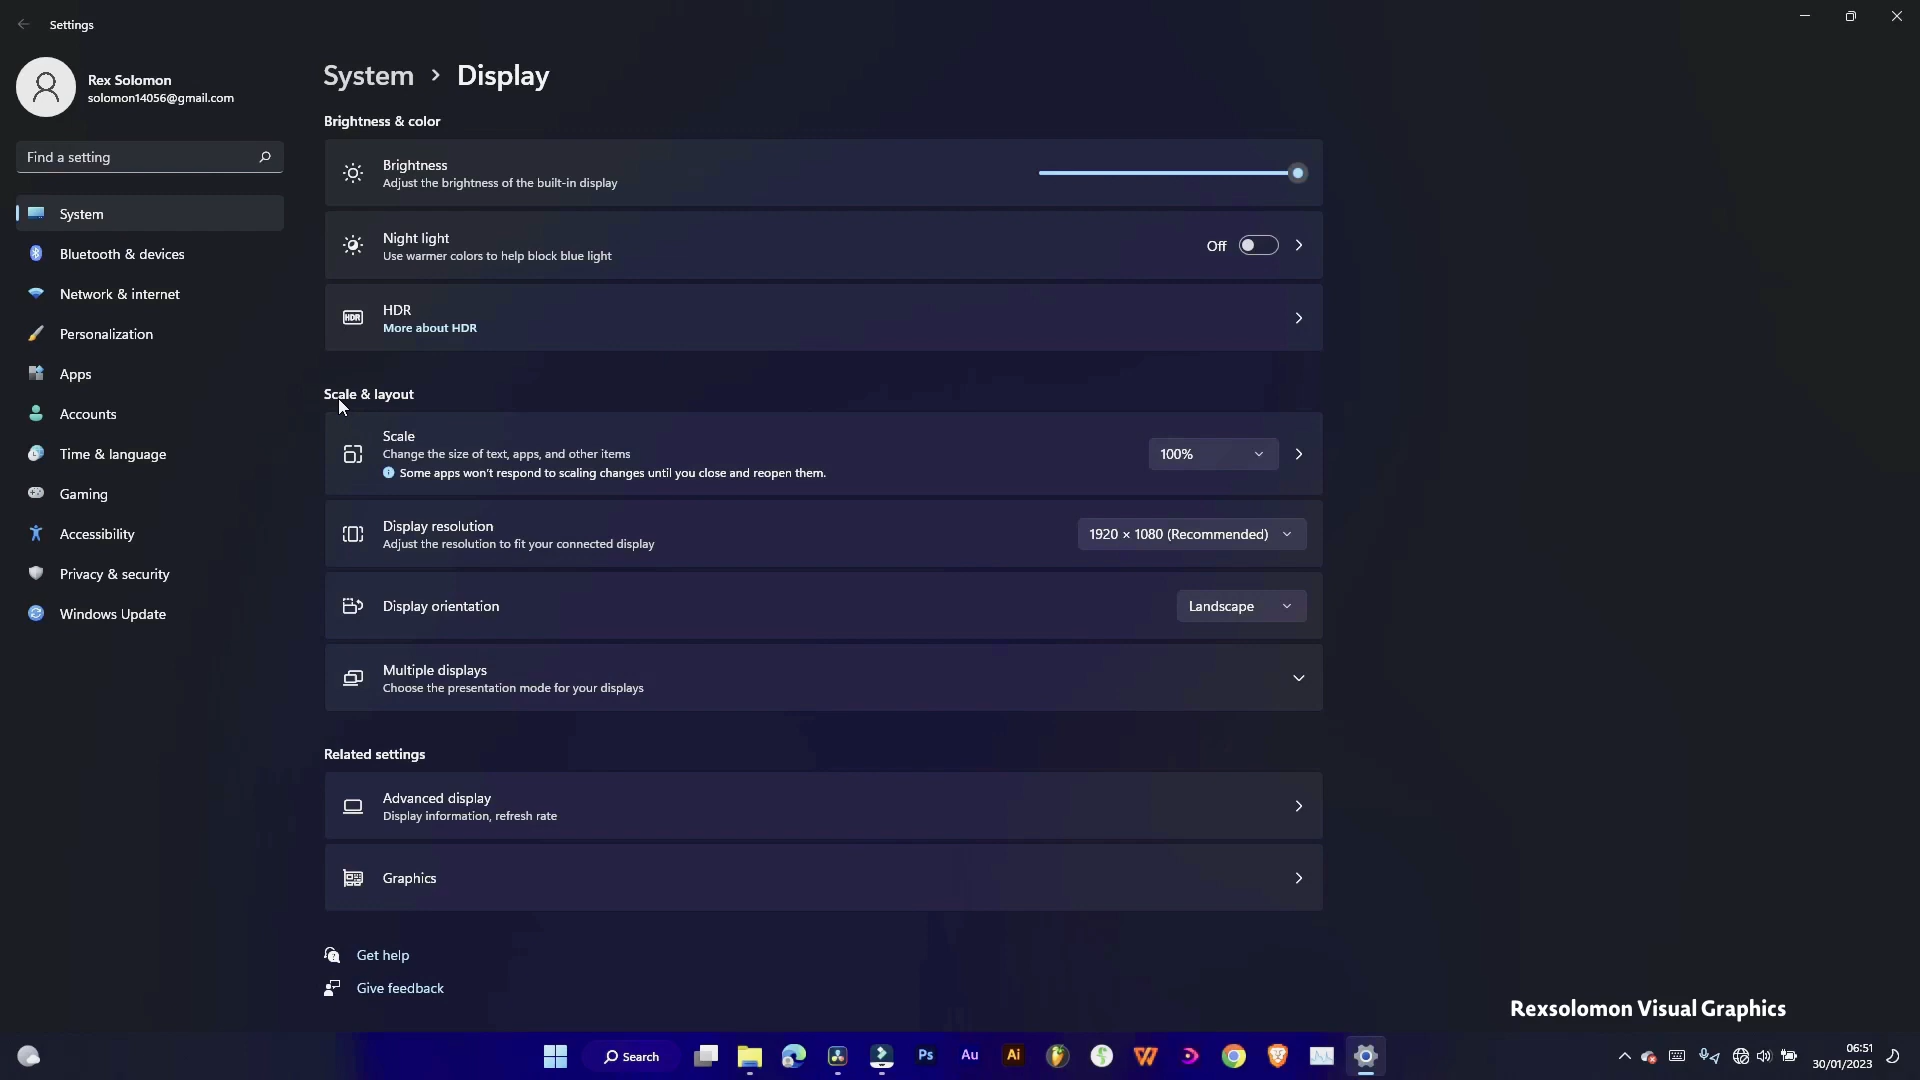 Settings
Rex Solomon
solomon14056@gmail.com
Find a setting
System
Bluetooth & devices
Network & internet
Personalization
Apps
Accounts
Time & language
Gaming
Accessibility
Privacy & security
Windows Update
System > Display
Brightness & color
Brightness
Adjust the brightness of the built-in display
Night light
Use warmer colors to help block blue light
Off
HDR
HDR
More about HDR
Scale & layout
Scale
Change the size of text, apps, and other items
Some apps won't respond to scaling changes until you close and reopen them.
100%
Display resolution
Adjust the resolution to fit your connected display
1920 × 1080 (Recommended)
Display orientation
Landscape
Multiple displays
Choose the presentation mode for your displays
Related settings
Advanced display
Display information, refresh rate
Graphics
Get help
Give feedback
Rexsolomon Visual Graphics
Search
Ps
Au
Ai
06:51
30/01/2023